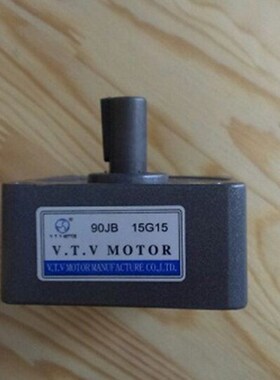 90JB 15G15
V.T.V MOTOR
V.T.V MOTOR MANUFACTURE CO.,LTD.